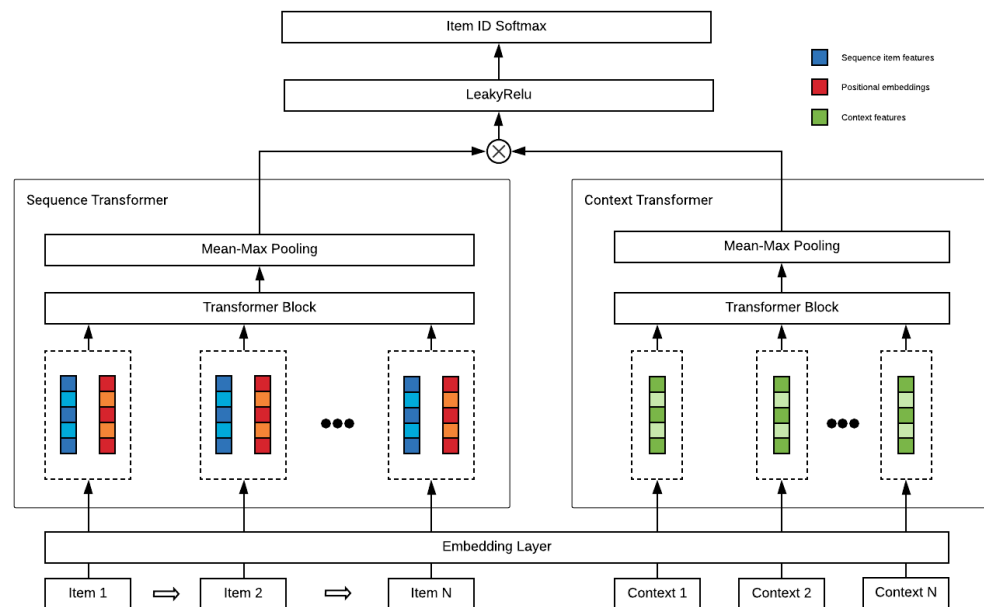 Item ID Softmax
LeakyRelu
Sequence item features
Positional embeddings
Context features
Sequence Transformer
Mean-Max Pooling
Transformer Block
Context Transformer
Mean-Max Pooling
Transformer Block
Embedding Layer
Item 1
Item 2
Item N
Context 1
Context 2
Context N